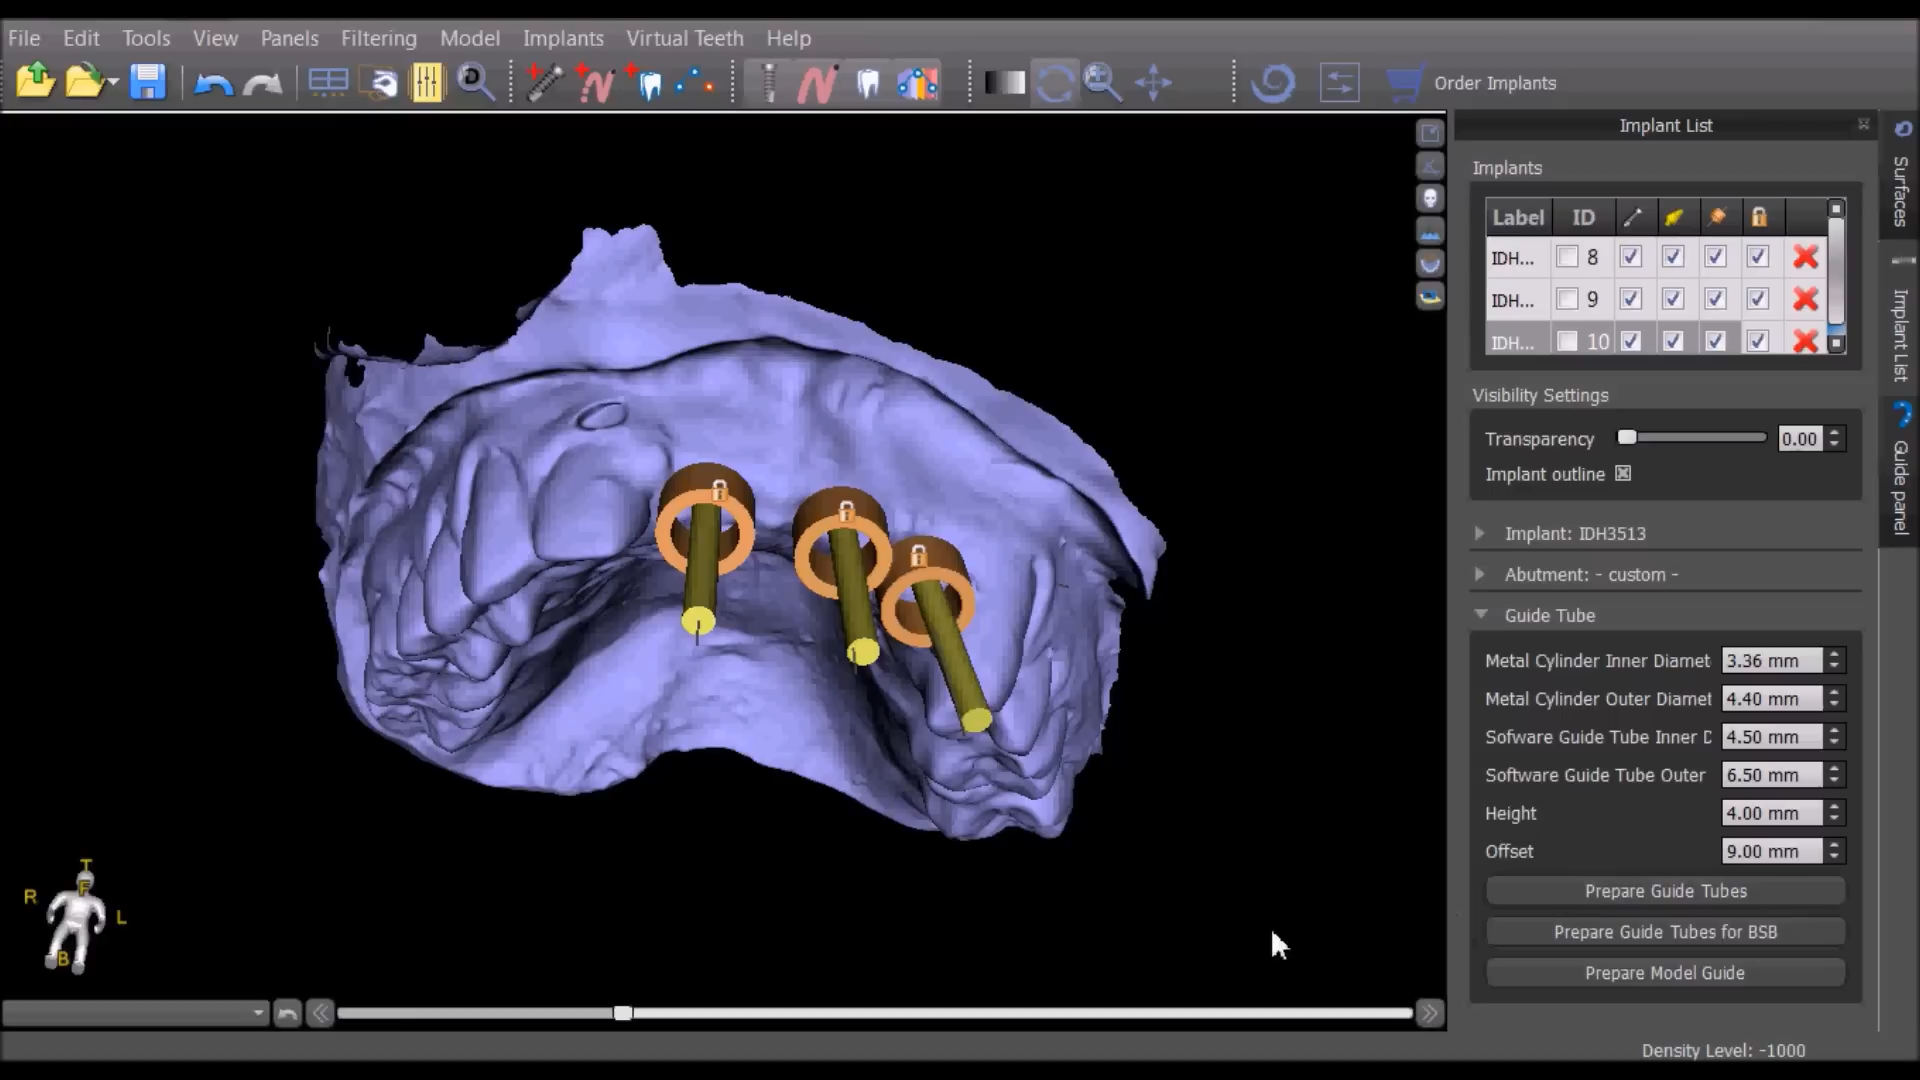 File Edit Tools View Panels Filtering Model Implants Virtual Teeth Help
Order Implants
Implant List
Implants
Label ID
IDH... 8
IDH... 9
IDH... 10
Visibility Settings
Transparency 0.00
Implant outline
Implant: IDH3513
Abutment: - custom -
Guide Tube
Metal Cylinder Inner Diamet 3.36 mm
Metal Cylinder Outer Diamet 4.40 mm
Sofware Guide Tube Inner D 4.50 mm
Software Guide Tube Outer 6.50 mm
Height 4.00 mm
Offset 9.00 mm
Prepare Guide Tubes
Prepare Guide Tubes for BSB
Prepare Model Guide
Surfaces
Implant List
Guide panel
T
F
R
L
B
Density Level: -1000